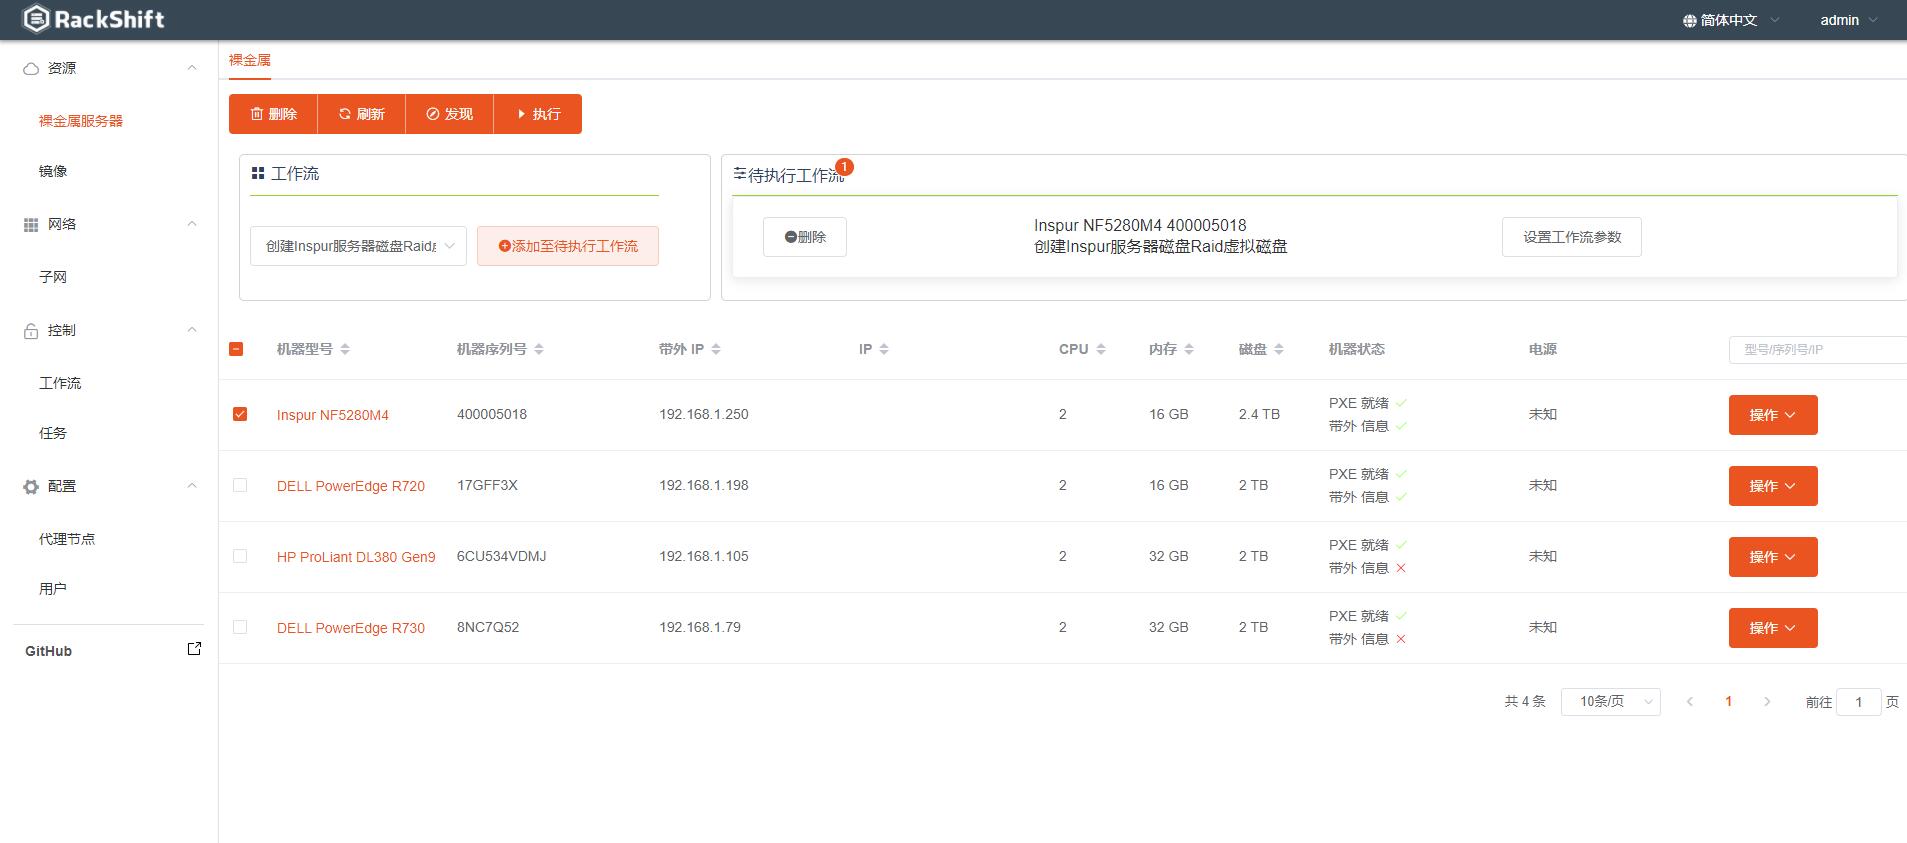 RackShift
简体中文
admin
资源
裸金属服务器
镜像
网络
子网
控制
工作流
任务
配置
代理节点
用户
GitHub
裸金属
删除 刷新 发现 执行
工作流
创建Inspur服务器磁盘Raid
添加至待执行工作流
待执行工作流 1
删除
Inspur NF5280M4 400005018
创建Inspur服务器磁盘Raid虚拟磁盘
设置工作流参数
机器型号 机器序列号 带外 IP IP CPU 内存 磁盘 机器状态 电源 型号/序列号/IP
Inspur NF5280M4 400005018 192.168.1.250 2 16 GB 2.4 TB PXE 就绪 未知 操作
带外 信息
DELL PowerEdge R720 17GFF3X 192.168.1.198 2 16 GB 2 TB PXE 就绪 未知 操作
带外 信息
HP ProLiant DL380 Gen9 6CU534VDMJ 192.168.1.105 2 32 GB 2 TB PXE 就绪 未知 操作
带外 信息
DELL PowerEdge R730 8NC7Q52 192.168.1.79 2 32 GB 2 TB PXE 就绪 未知 操作
带外 信息
共 4 条 10条/页 1 前往 1 页